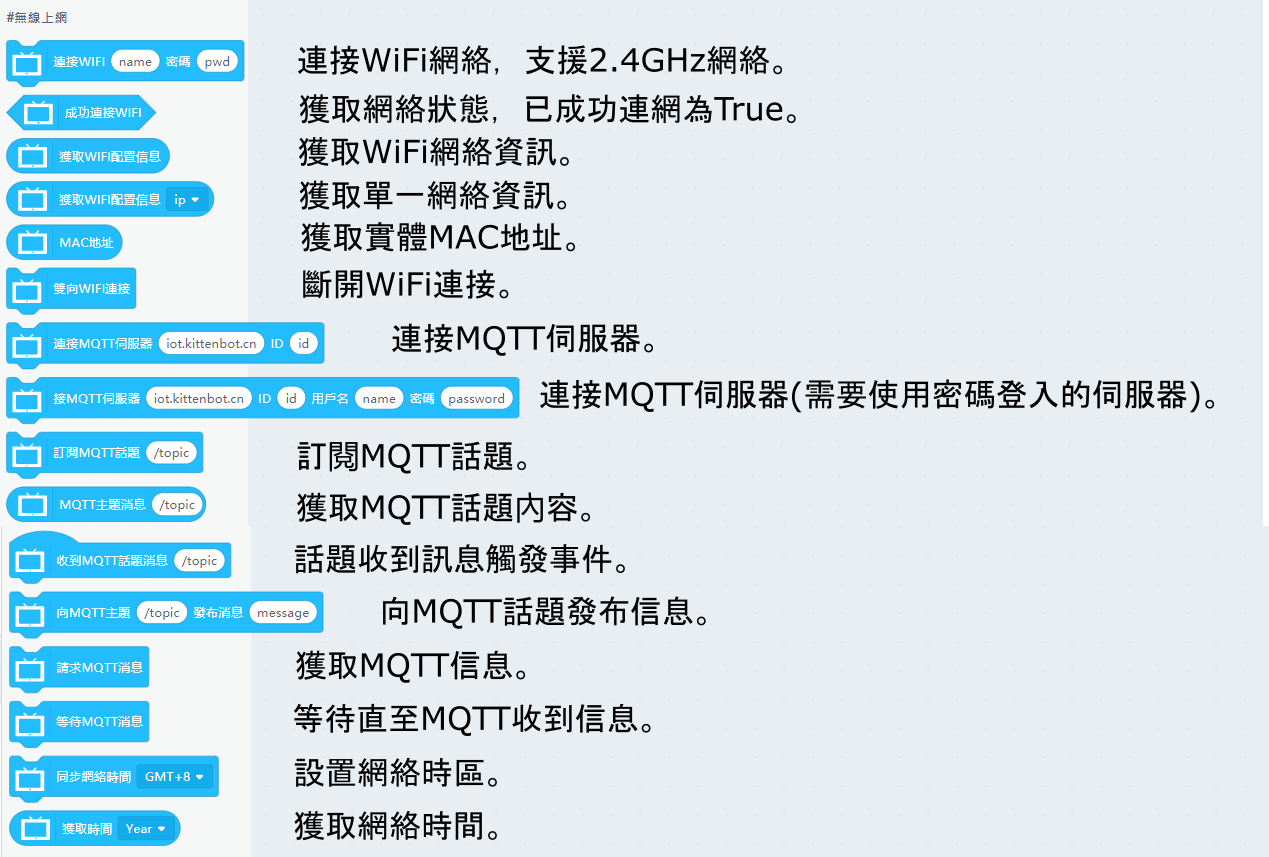 #無線上網
連接WIFI name 密碼 pwd 連接WiFi網絡，支援2.4GHz網絡。
成功連接WIFI 獲取網絡狀態，已成功連網為True。
獲取WIFI配置信息 獲取WiFi網絡資訊。
獲取WIFI配置信息 ip 獲取單一網絡資訊。
MAC地址 獲取實體MAC地址。
雙向WIFI連接 斷開WiFi連接。
連接MQTT伺服器 iot.kittenbot.cn ID id 連接MQTT伺服器。
接MQTT伺服器 iot.kittenbot.cn ID id 用戶名 name 密碼 password 連接MQTT伺服器(需要使用密碼登入的伺服器)。
訂閱MQTT話題 /topic 訂閱MQTT話題。
MQTT主題消息 /topic 獲取MQTT話題內容。
收到MQTT話題消息 /topic 話題收到訊息觸發事件。
向MQTT主題 /topic 發布消息 message 向MQTT話題發布信息。
請求MQTT消息 獲取MQTT信息。
等待MQTT消息 等待直至MQTT收到信息。
同步網絡時間 GMT+8 設置網絡時區。
獲取時間 Year 獲取網絡時間。